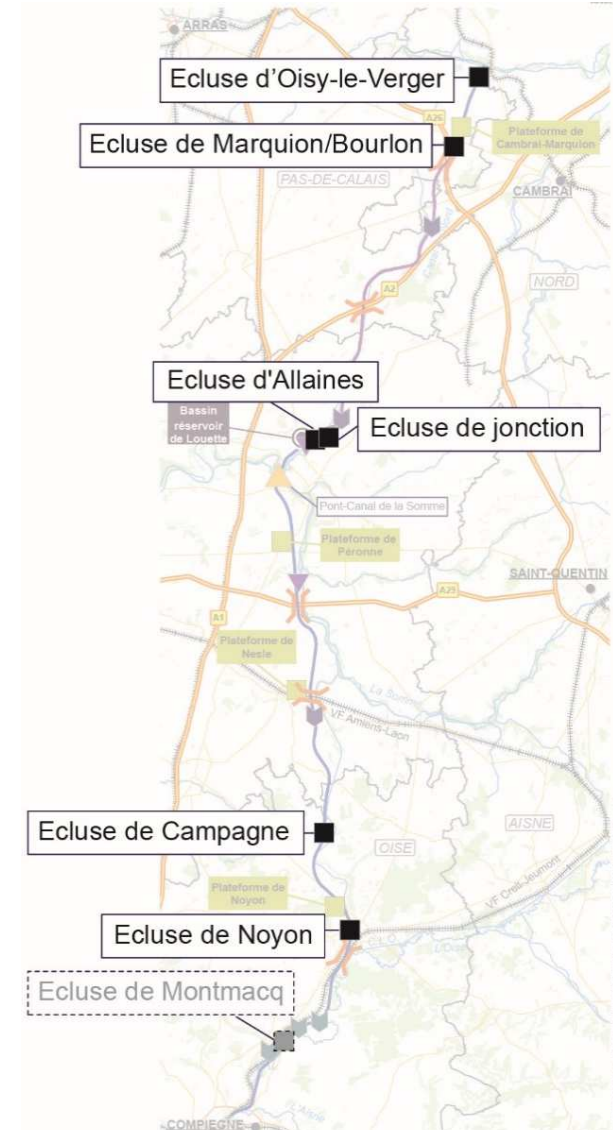 ARRAS
Ecluse d'Oisy-le-Verger
A26
Plateforme de
Cambrai-Marquion
Ecluse de Marquion/Bourlon
PAS-DE-CALAIS
CAMBRAI
NORD
A2
Ecluse d'Allaines
Bassin
réservoir
de Louette
Ecluse de jonction
Pont-Canal de la Somme
Plateforme de
Péronne
SAINT-QUENTIN
A29
A1
Plateforme de
Nesle
La Somme
VF Amiens-Laon
Ecluse de Campagne
AISNE
OISE
VF Creil-Jeumont
Plateforme de
Noyon
Ecluse de Noyon
Ecluse de Montmacq
L'Aisne
COMPIEGNE